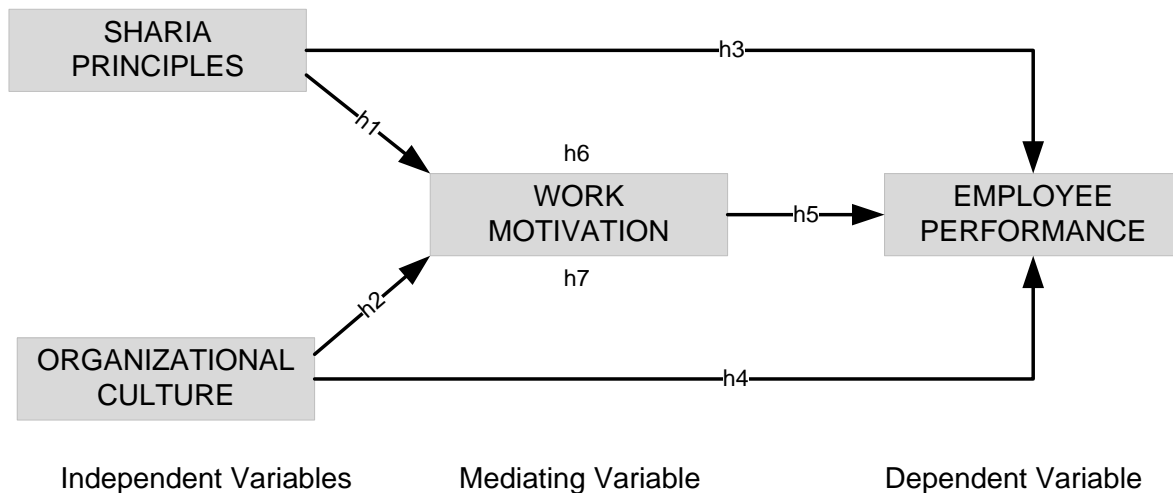 SHARIA
PRINCIPLES
h3
h1
h6
WORK
MOTIVATION
h5
EMPLOYEE
PERFORMANCE
h7
h2
ORGANIZATIONAL
CULTURE
h4
Independent Variables
Mediating Variable
Dependent Variable